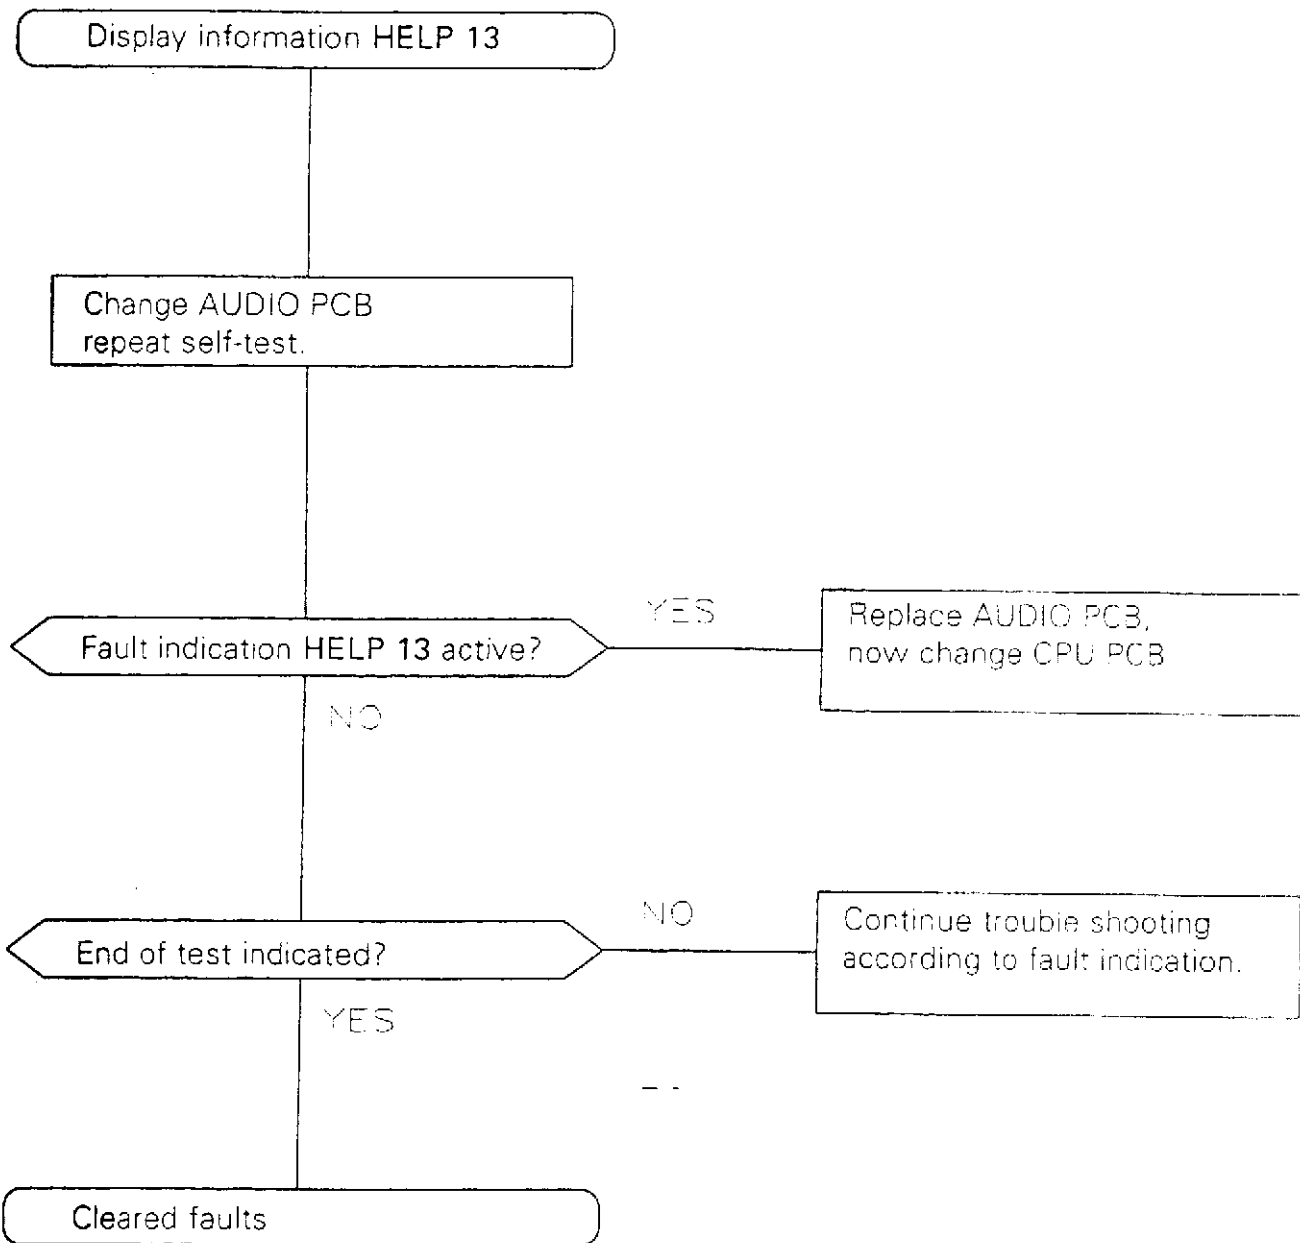 Display information HELP 13
Change AUDIO PCB
repeat self-test.
Fault indication HELP 13 active?
YES
Replace AUDIO PCB,
now change CPU PCB
NO
End of test indicated?
NO
Continue trouble shooting
according to fault indication.
YES
Cleared faults